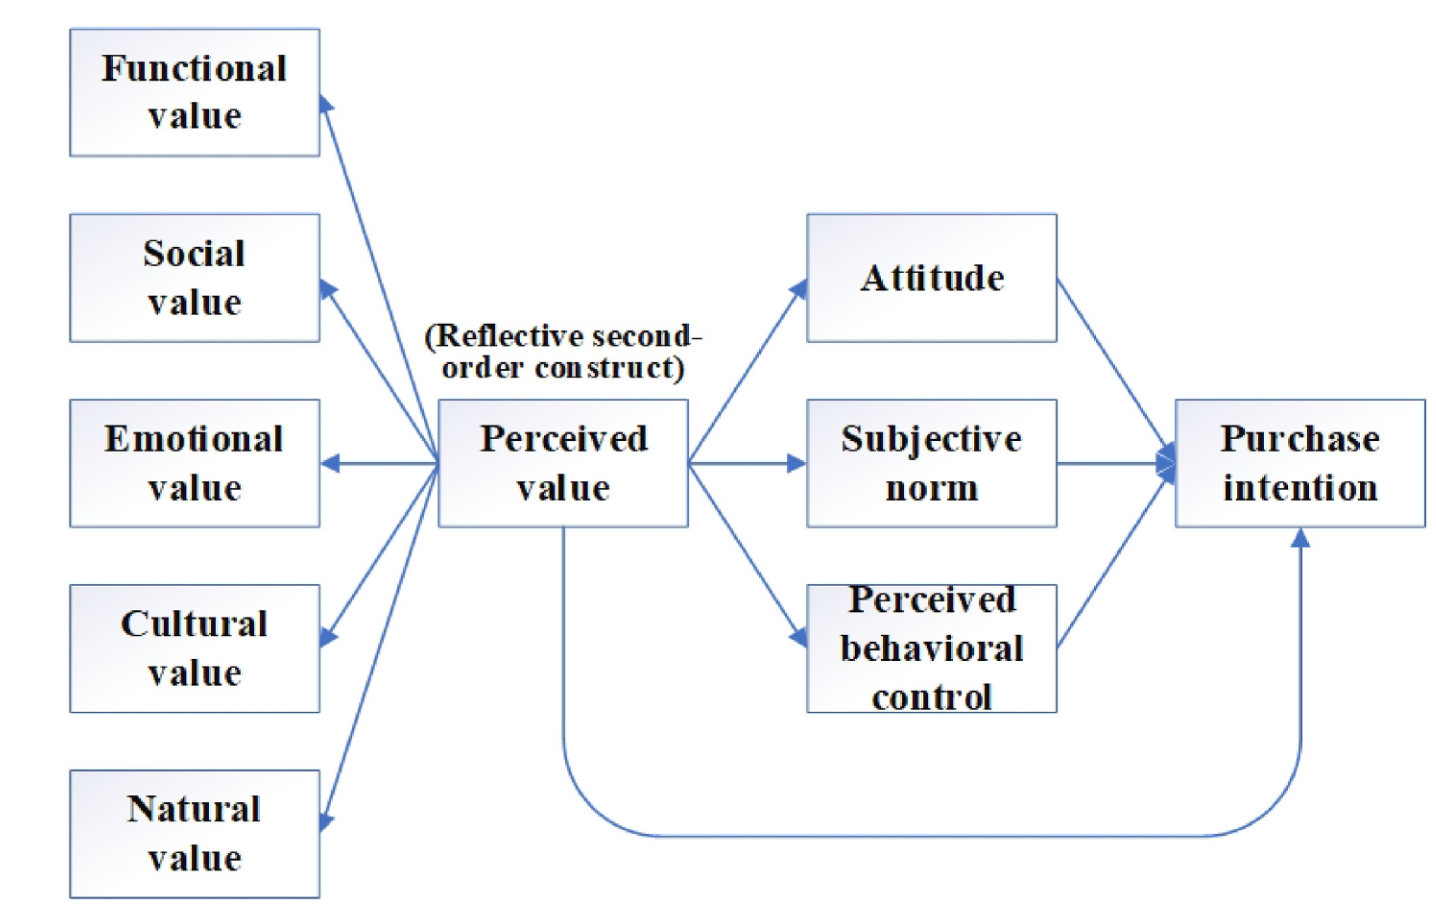 Functional
value
Social
value
(Reflective second-
order construct)
Attitude
Emotional
value
Perceived
value
Subjective
norm
Purchase
intention
Cultural
value
Perceived
behavioral
control
Natural
value